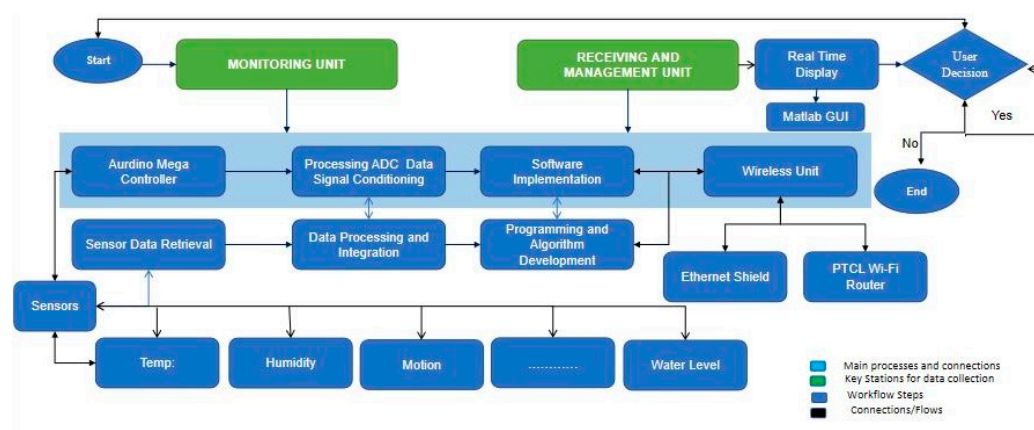 Start
MONITORING UNIT
RECEIVING AND
MANAGEMENT UNIT
Real Time
Display
User
Decision
Matlab GUI
Yes
No
End
Aurdino Mega
Controller
Processing ADC Data
Signal Conditioning
Software
Implementation
Wireless Unit
Sensor Data Retrieval
Data Processing and
Integration
Programming and
Algorithm
Development
Ethernet Shield
PTCL Wi-Fi
Router
Sensors
Temp:
Humidity
Motion
............
Water Level
Main processes and connections
Key Stations for data collection
Workflow Steps
Connections/Flows